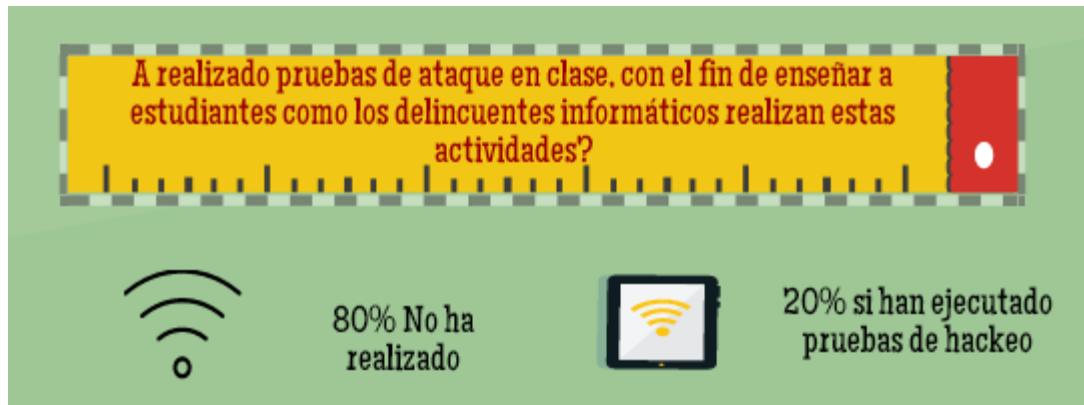 A realizado pruebas de ataque en clase, con el fin de enseñar a
estudiantes como los delincuentes informáticos realizan estas
actividades?
80% No ha
realizado
20% si han ejecutado
pruebas de hackeo